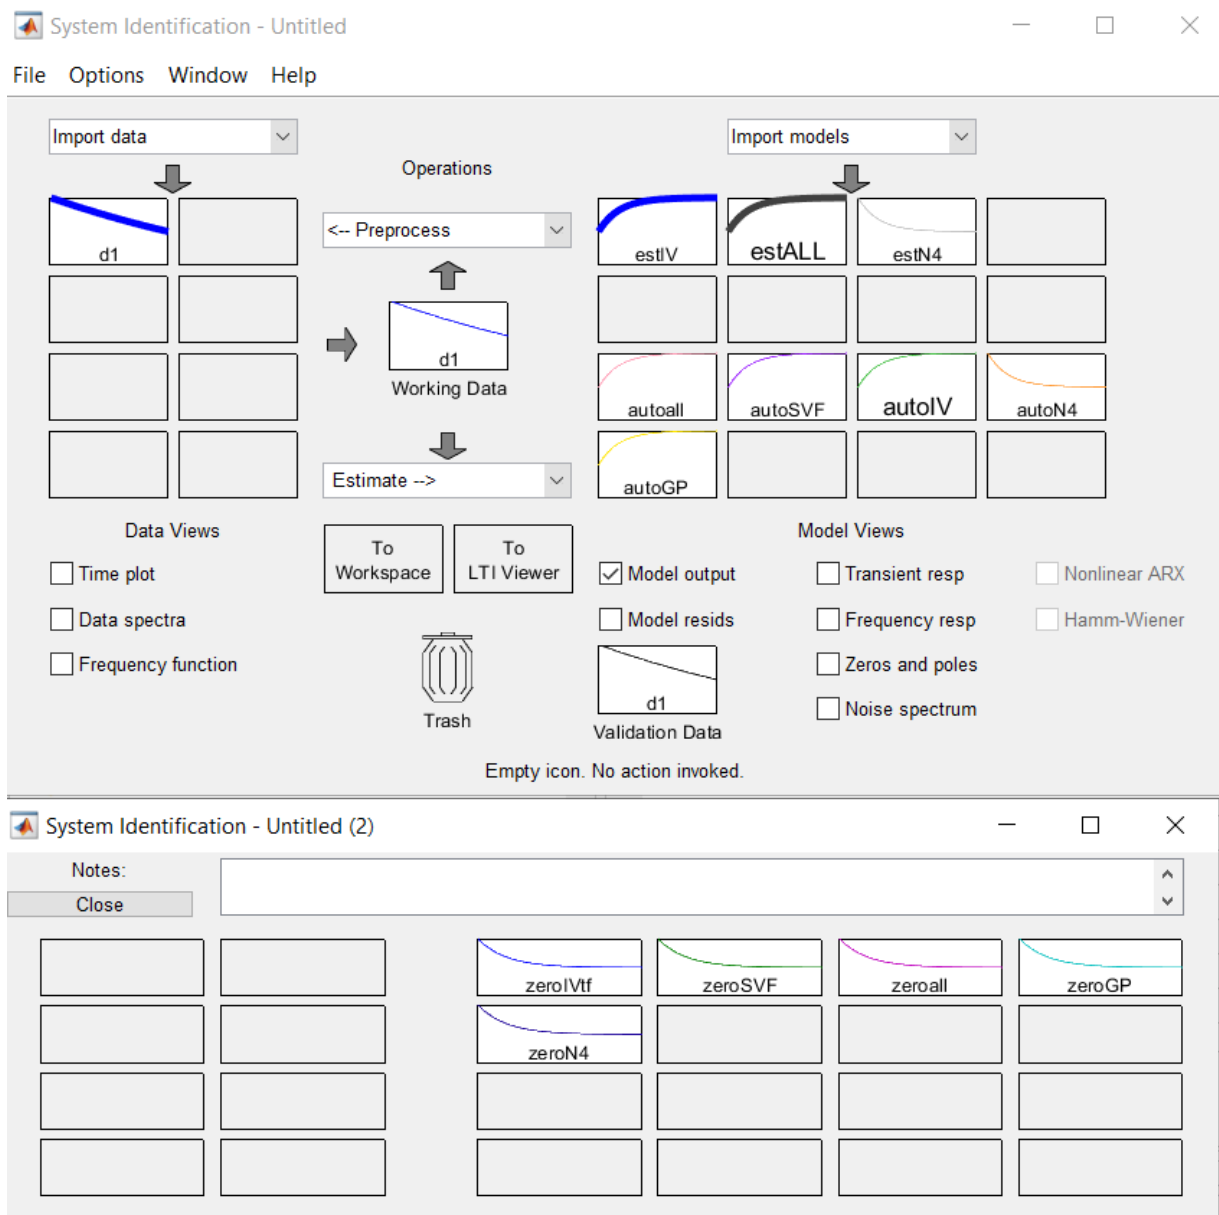 System Identification - Untitled
File Options Window Help
Import data
Import models
Operations
d1
<-- Preprocess
estIV
estALL
estN4
d1
Working Data
autoall
autoSVF
autoIV
autoN4
Estimate -->
autoGP
Data Views
Model Views
To
Workspace
To
LTI Viewer
Time plot
Model output
Transient resp
Nonlinear ARX
Data spectra
Model resids
Frequency resp
Hamm-Wiener
Frequency function
Zeros and poles
Trash
d1
Validation Data
Noise spectrum
Empty icon. No action invoked.
System Identification - Untitled (2)
Notes:
Close
zeroIVtf
zeroSVF
zeroall
zeroGP
zeroN4